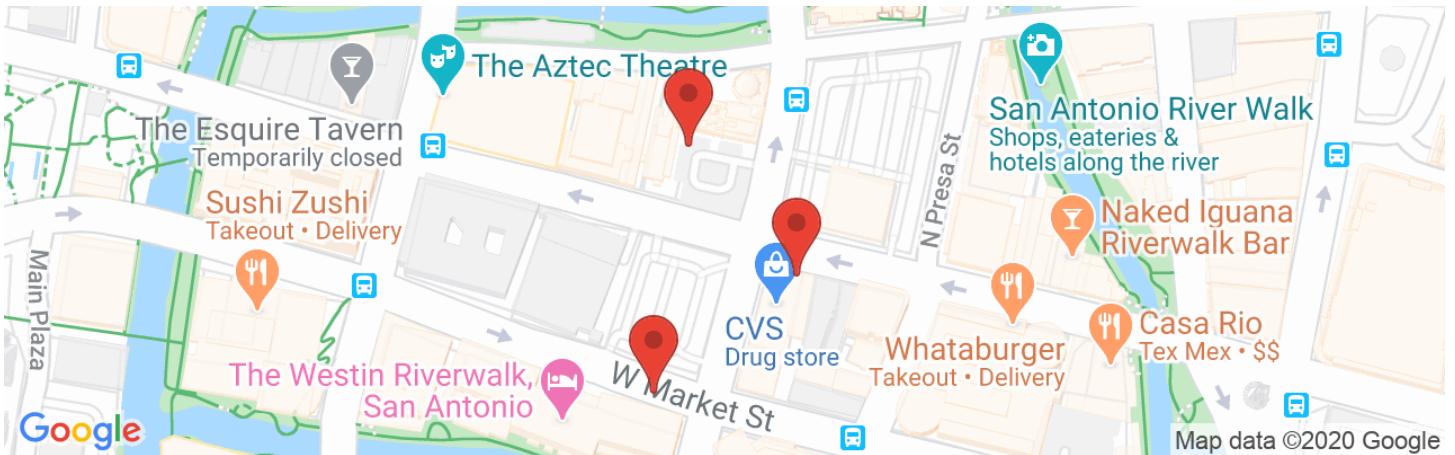 The Aztec Theatre
The Esquire Tavern
Temporarily closed
San Antonio River Walk
Shops, eateries &
hotels along the river
Sushi Zushi
Takeout • Delivery
N Presa St
Naked Iguana
Riverwalk Bar
Main Plaza
CVS
Drug store
Whataburger
Takeout • Delivery
Casa Rio
Tex Mex • $$
The Westin Riverwalk,
San Antonio
W Market St
Google
Map data ©2020 Google